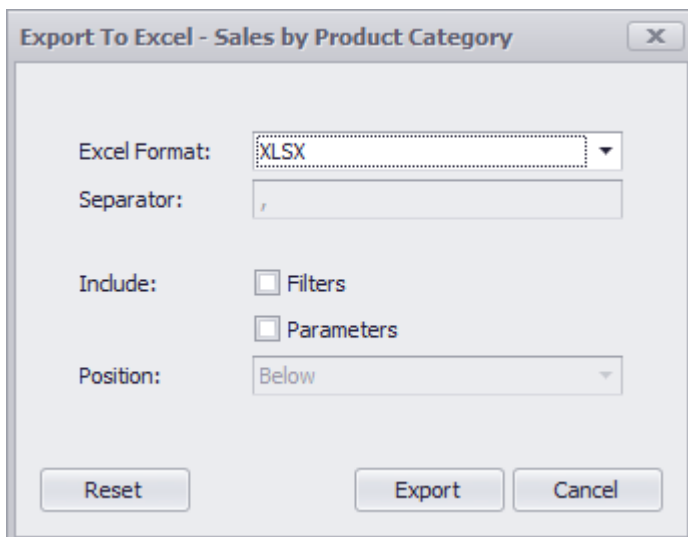 Export To Excel - Sales by Product Category
Excel Format: XLSX
Separator: ,
Include: Filters
Parameters
Position: Below
Reset Export Cancel